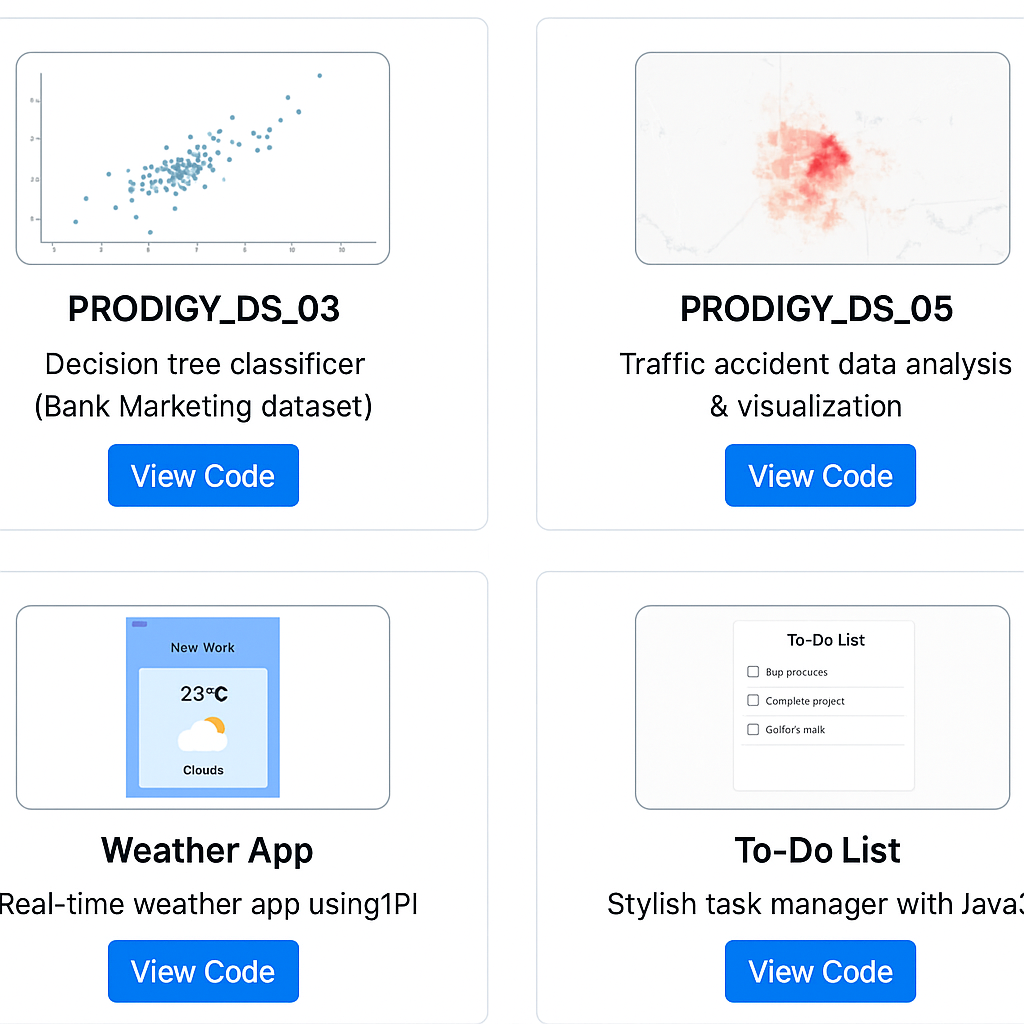 PRODIGY_DS_03
Decision tree classificer
(Bank Marketing dataset)
View Code
PRODIGY_DS_05
Traffic accident data analysis
& visualization
View Code
New Work
23°C
Clouds
Weather App
Real-time weather app using1PI
View Code
To-Do List
Bup procuces
Complete project
Golfor's malk
To-Do List
Stylish task manager with Java
View Code